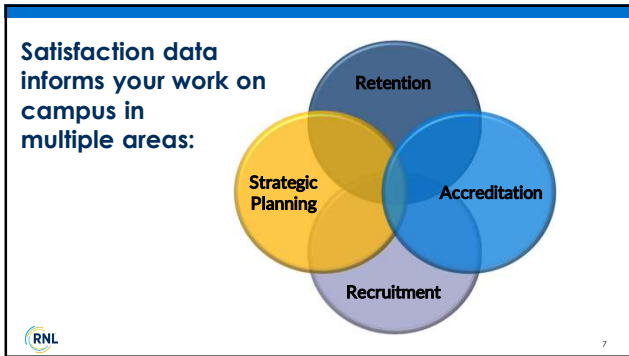 Satisfaction data
informs your work on
campus in
multiple areas:
Retention
Strategic
Planning
Accreditation
Recruitment
RNL
7